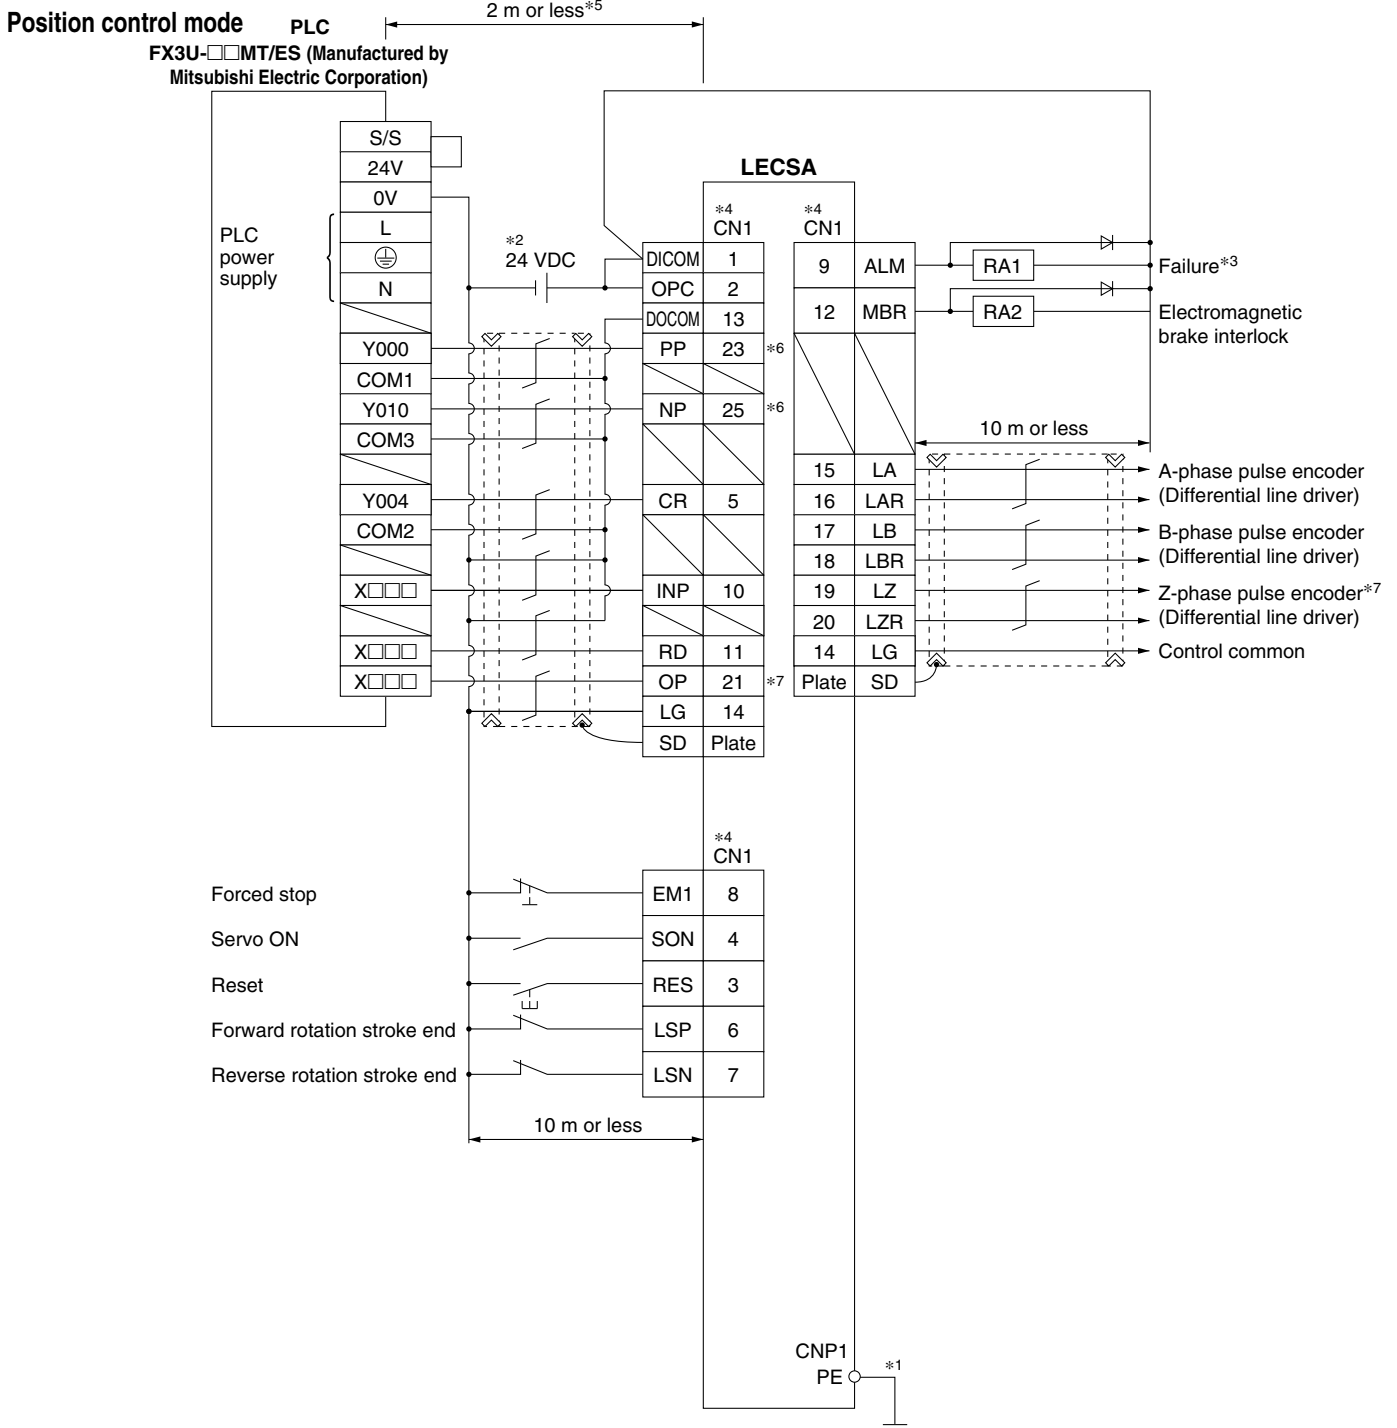 Position control mode
PLC
FX3U-□□MT/ES (Manufactured by
Mitsubishi Electric Corporation)
2 m or less*5
S/S
24V
0V
L
N
PLC
power
supply
Y000
COM1
Y010
COM3
Y004
COM2
X□□□
X□□□
X□□□
*2
24 VDC
LECSA
*4
CN1
DICOM 1
OPC 2
DOCOM 13
PP 23 *6
NP 25 *6
CR 5
INP 10
RD 11
OP 21 *7
LG 14
SD Plate
*4
CN1
9 ALM RA1 Failure*3
12 MBR RA2 Electromagnetic
brake interlock
10 m or less
15 LA A-phase pulse encoder
16 LAR (Differential line driver)
17 LB B-phase pulse encoder
18 LBR (Differential line driver)
19 LZ Z-phase pulse encoder*7
20 LZR (Differential line driver)
14 LG Control common
Plate SD
*4
CN1
Forced stop EM1 8
Servo ON SON 4
Reset RES 3
Forward rotation stroke end LSP 6
Reverse rotation stroke end LSN 7
10 m or less
CNP1
PE *1